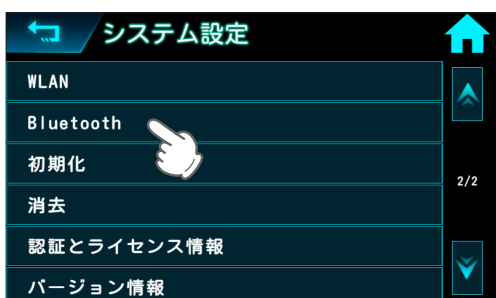 システム設定
WLAN
Bluetooth
初期化
2/2
消去
認証とライセンス情報
バージョン情報